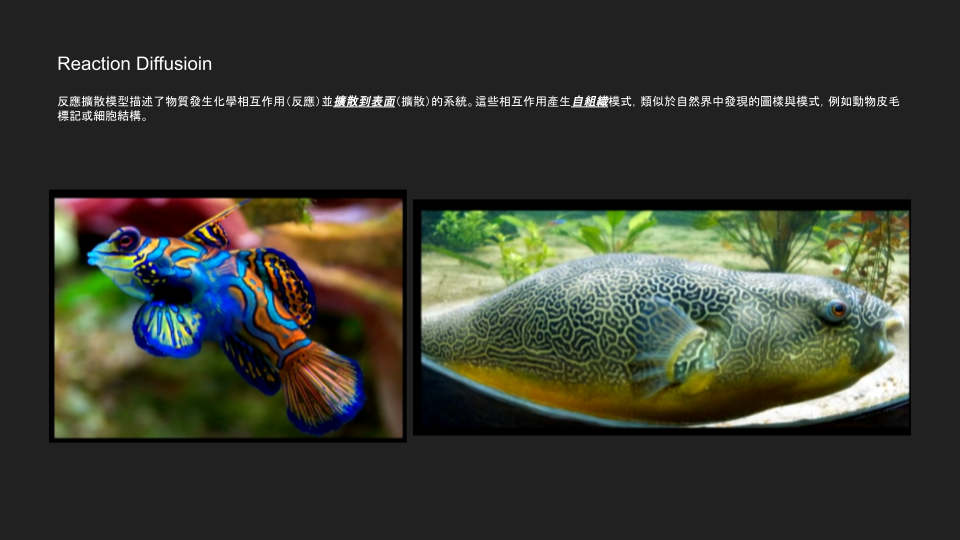 Reaction Diffusioin
反應擴散模型描述了物質發生化學相互作用（反應）並擴散到表面（擴散）的系統。這些相互作用產生自組織模式，類似於自然界中發現的圖樣與模式，例如動物皮毛
標記或細胞結構。